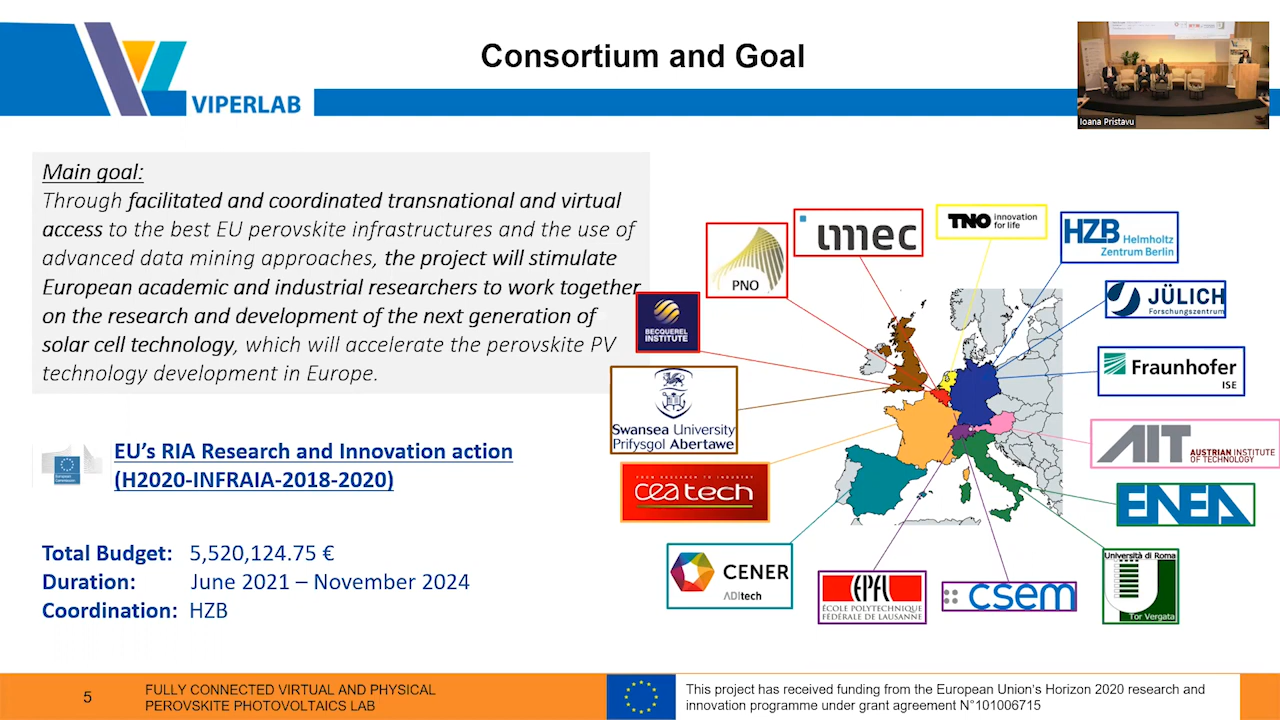 Consortium and Goal
VIPERLAB
Ioana Pristavu
Main goal:
Through facilitated and coordinated transnational and virtual
access to the best EU perovskite infrastructures and the use of
advanced data mining approaches, the project will stimulate
European academic and industrial researchers to work together
on the research and development of the next generation of
solar cell technology, which will accelerate the perovskite PV
technology development in Europe.
EU's RIA Research and Innovation action
(H2020-INFRAIA-2018-2020)
Total Budget: 5,520,124.75 €
Duration: June 2021 – November 2024
Coordination: HZB
PNO
imec
TNO innovation
for life
HZB Helmholtz
Zentrum Berlin
BECQUEREL
INSTITUTE
JÜLICH
Forschungszentrum
Fraunhofer
ISE
Swansea University
Prifysgol Abertawe
AIT AUSTRIAN INSTITUTE
OF TECHNOLOGY
FROM RESEARCH TO INDUSTRY
ceatech
ENEA
CENER
ADItech
EPFL
ÉCOLE POLYTECHNIQUE
FÉDÉRALE DE LAUSANNE
csem
Università di Roma
Tor Vergata
5
FULLY CONNECTED VIRTUAL AND PHYSICAL
PEROVSKITE PHOTOVOLTAICS LAB
This project has received funding from the European Union's Horizon 2020 research and
innovation programme under grant agreement N°101006715